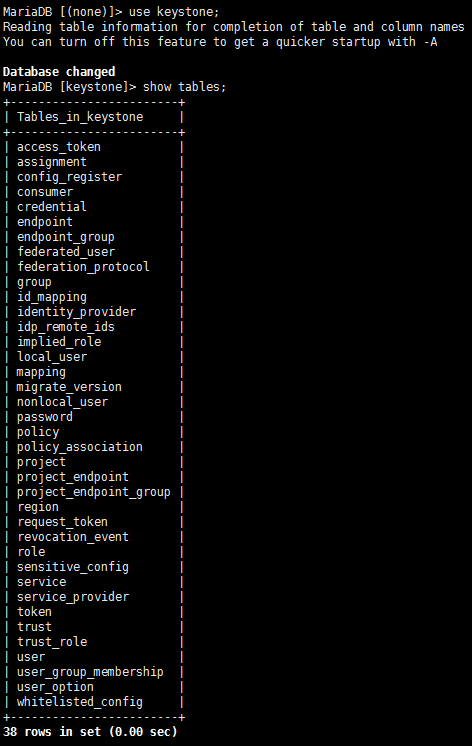 MariaDB [(none)]> use keystone;
Reading table information for completion of table and column names
You can turn off this feature to get a quicker startup with -A

Database changed
MariaDB [keystone]> show tables;
+------------------------+
| Tables_in_keystone     |
+------------------------+
| access_token           |
| assignment             |
| config_register        |
| consumer               |
| credential             |
| endpoint               |
| endpoint_group         |
| federated_user         |
| federation_protocol    |
| group                  |
| id_mapping             |
| identity_provider      |
| idp_remote_ids         |
| implied_role           |
| local_user             |
| mapping                |
| migrate_version        |
| nonlocal_user          |
| password               |
| policy                 |
| policy_association     |
| project                |
| project_endpoint       |
| project_endpoint_group |
| region                 |
| request_token          |
| revocation_event       |
| role                   |
| sensitive_config       |
| service                |
| service_provider       |
| token                  |
| trust                  |
| trust_role             |
| user                   |
| user_group_membership  |
| user_option            |
| whitelisted_config     |
+------------------------+
38 rows in set (0.00 sec)